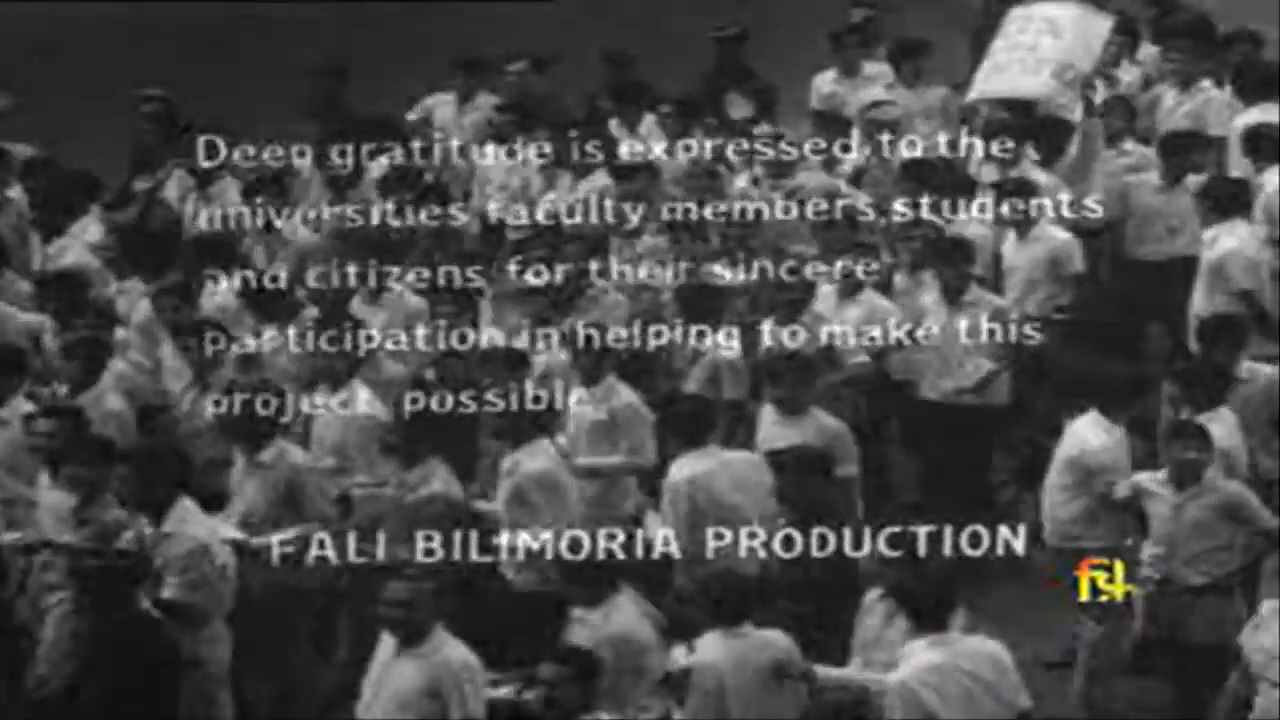 Deep gratitude is expressed to the
universities faculty members, students
and citizens for their sincere
participation in helping to make this
project possible
FALI BILIMORIA PRODUCTION